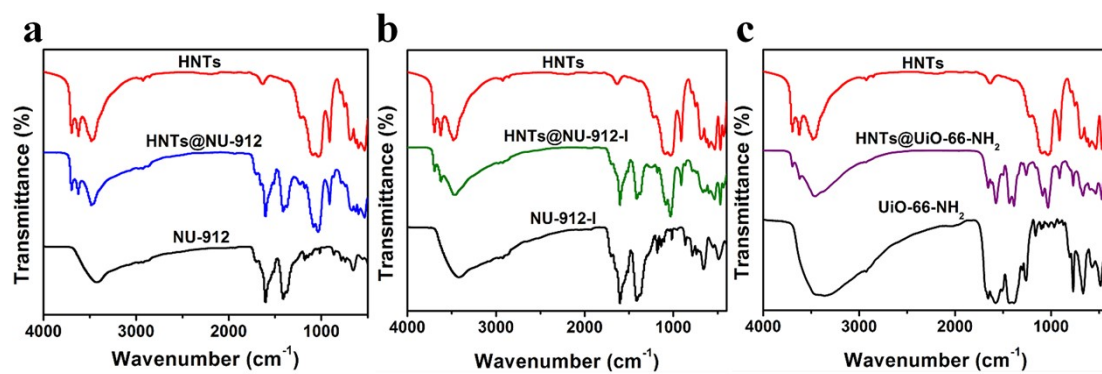 a
Transmittance (%)
HNTs
HNTs@NU-912
NU-912
4000 3000 2000 1000
Wavenumber (cm⁻¹)
b
Transmittance (%)
HNTs
HNTs@NU-912-I
NU-912-I
4000 3000 2000 1000
Wavenumber (cm⁻¹)
c
Transmittance (%)
HNTs
HNTs@UiO-66-NH₂
UiO-66-NH₂
4000 3000 2000 1000
Wavenumber (cm⁻¹)